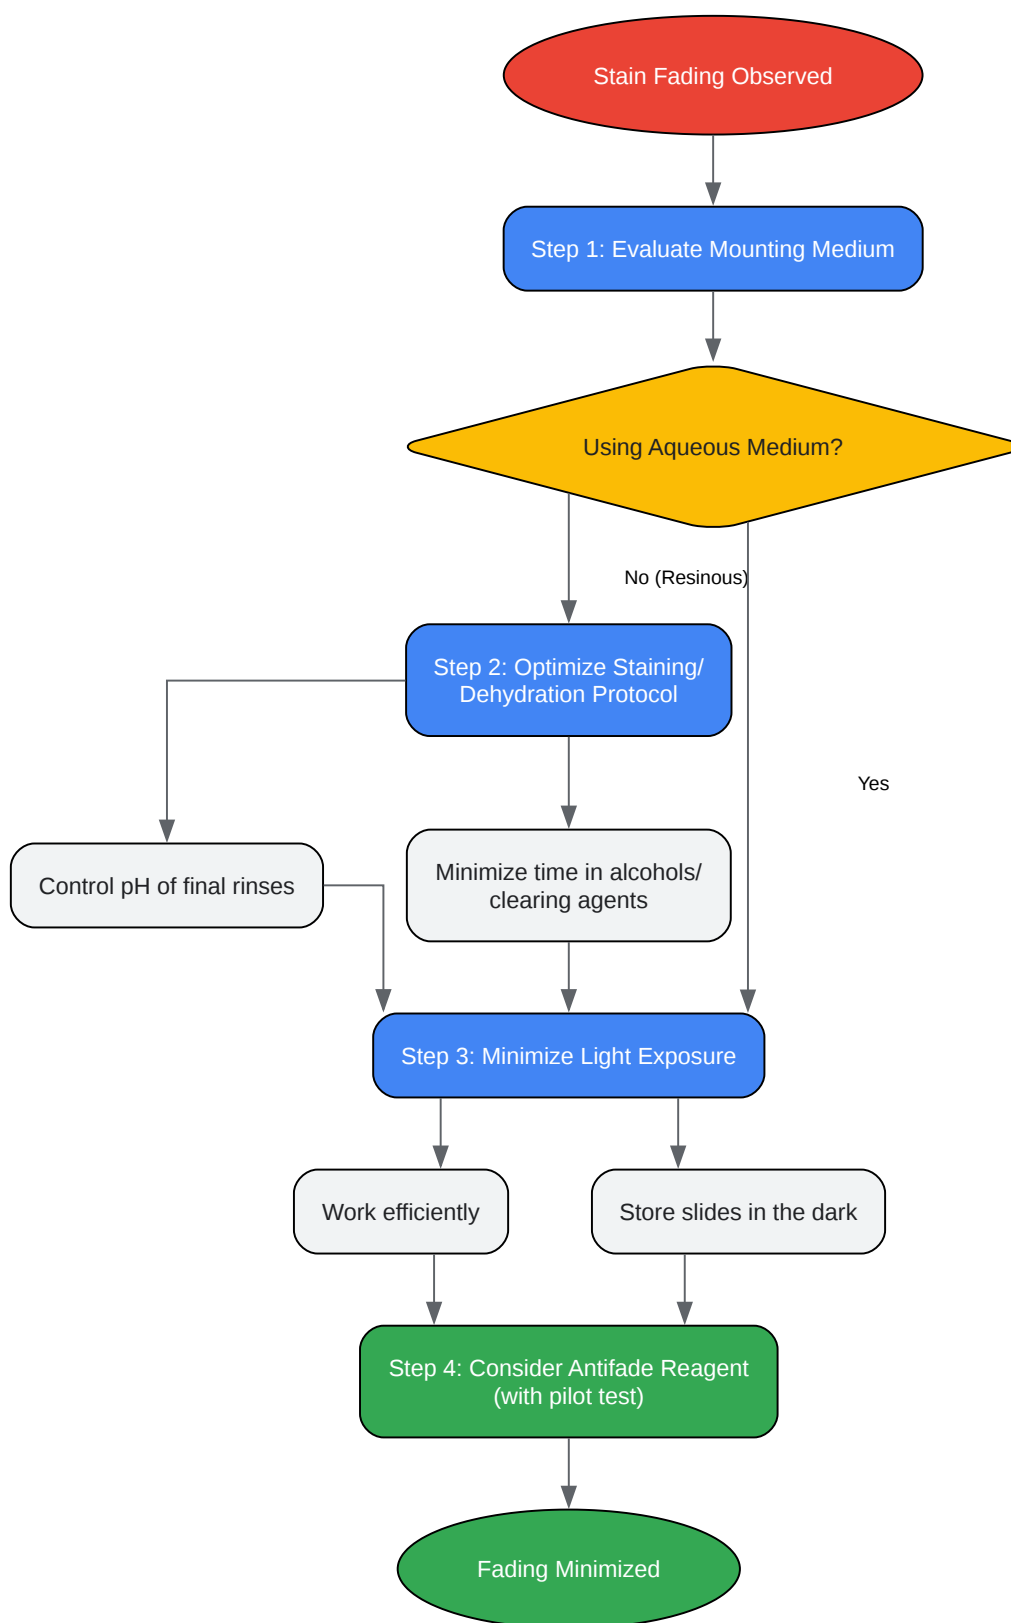 Stain Fading Observed
Step 1: Evaluate Mounting Medium
Using Aqueous Medium?
No (Resinous)
Step 2: Optimize Staining/
Dehydration Protocol
Yes
Control pH of final rinses
Minimize time in alcohols/
clearing agents
Step 3: Minimize Light Exposure
Work efficiently
Store slides in the dark
Step 4: Consider Antifade Reagent
(with pilot test)
Fading Minimized